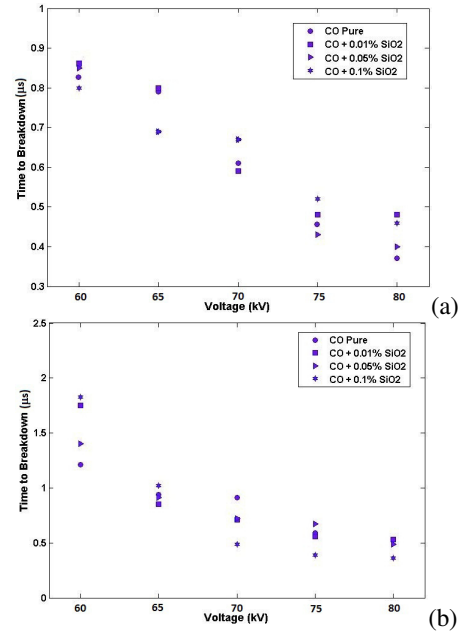 1
0.9
0.8
0.7
0.6
0.5
0.4
0.3
Time to Breakdown (μs)
CO Pure
CO + 0.01% SiO2
CO + 0.05% SiO2
CO + 0.1% SiO2
60 65 70 75 80
Voltage (kV)
(a)
2.5
2
1.5
1
0.5
0
Time to Breakdown (μs)
CO Pure
CO + 0.01% SiO2
CO + 0.05% SiO2
CO + 0.1% SiO2
60 65 70 75 80
Voltage (kV)
(b)